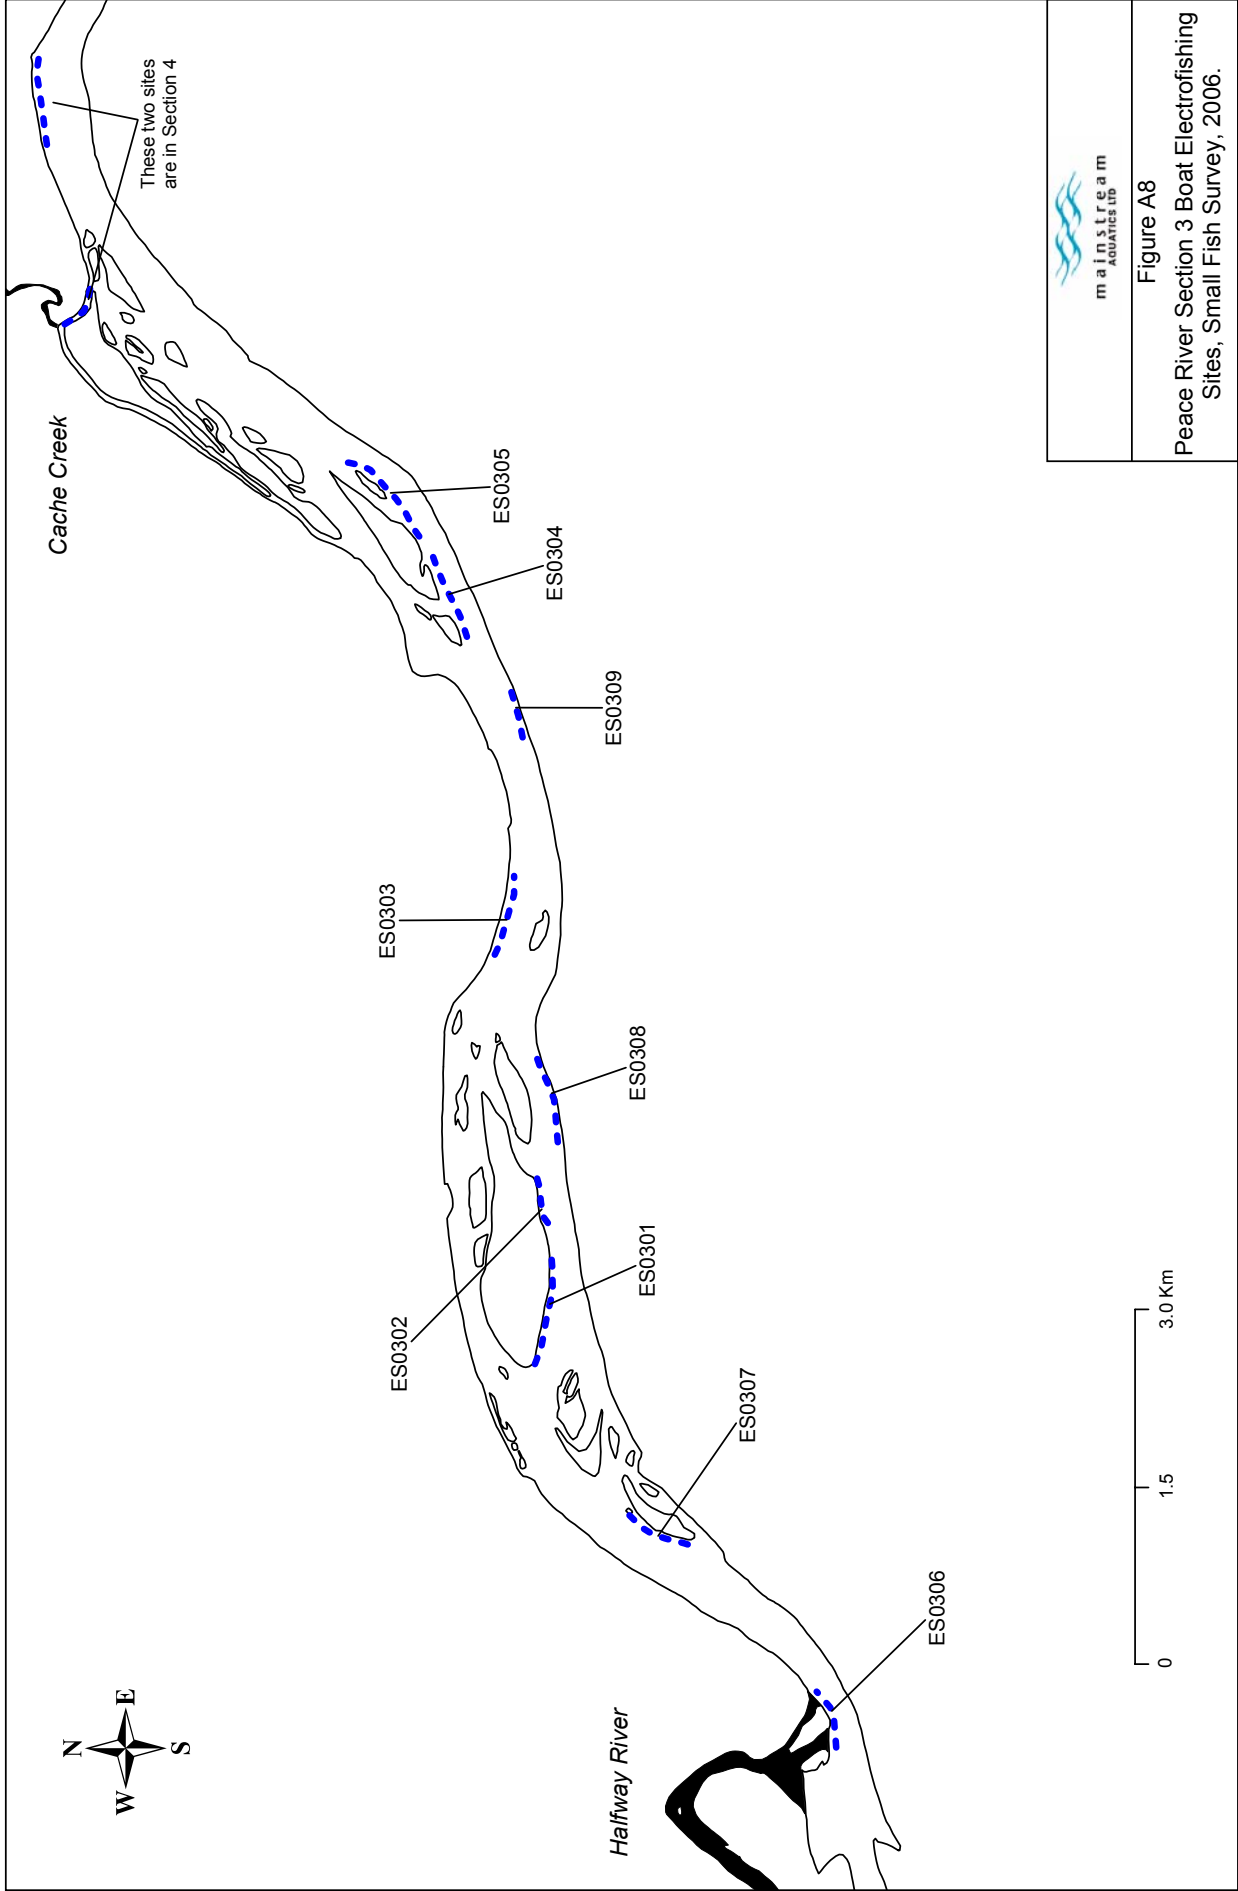 N
W
E
S
Halfway River
Cache Creek
These two sites
are in Section 4
ES0306
ES0307
ES0302
ES0301
ES0308
ES0303
ES0309
ES0304
ES0305
0
1.5
3.0 Km
mainstream
AQUATICS LTD
Figure A8
Peace River Section 3 Boat Electrofishing
Sites, Small Fish Survey, 2006.